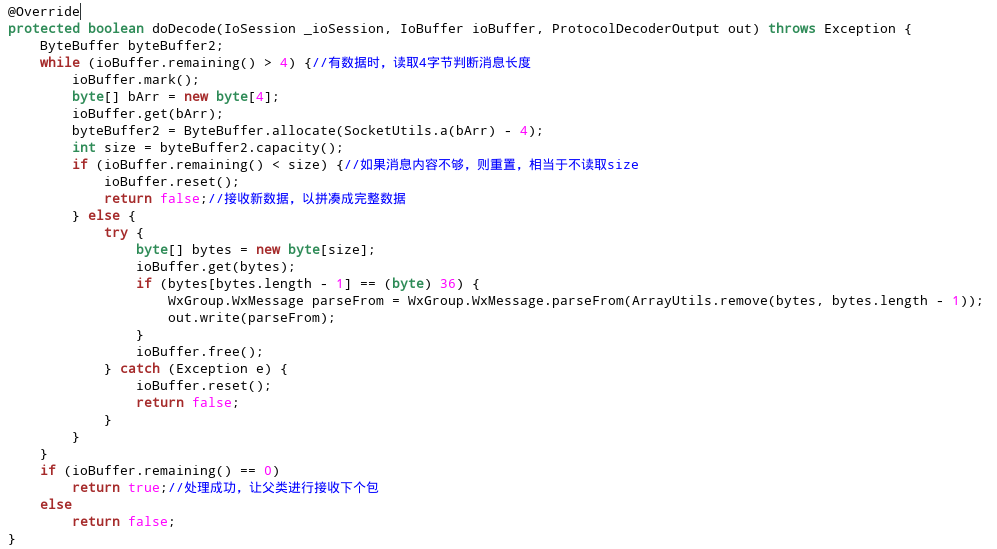 @Override
protected boolean doDecode(IoSession _ioSession, IoBuffer ioBuffer, ProtocolDecoderOutput out) throws Exception {
    ByteBuffer byteBuffer2;
    while (ioBuffer.remaining() > 4) {//有数据时，读取4字节判断消息长度
        ioBuffer.mark();
        byte[] bArr = new byte[4];
        ioBuffer.get(bArr);
        byteBuffer2 = ByteBuffer.allocate(SocketUtils.a(bArr) - 4);
        int size = byteBuffer2.capacity();
        if (ioBuffer.remaining() < size) {//如果消息内容不够，则重置，相当于不读取size
            ioBuffer.reset();
            return false;//接收新数据，以拼凑成完整数据
        } else {
            try {
                byte[] bytes = new byte[size];
                ioBuffer.get(bytes);
                if (bytes[bytes.length - 1] == (byte) 36) {
                    WxGroup.WxMessage parseFrom = WxGroup.WxMessage.parseFrom(ArrayUtils.remove(bytes, bytes.length - 1));
                    out.write(parseFrom);
                }
                ioBuffer.free();
            } catch (Exception e) {
                ioBuffer.reset();
                return false;
            }
        }
    }
    if (ioBuffer.remaining() == 0)
        return true;//处理成功，让父类进行接收下个包
    else
        return false;
}